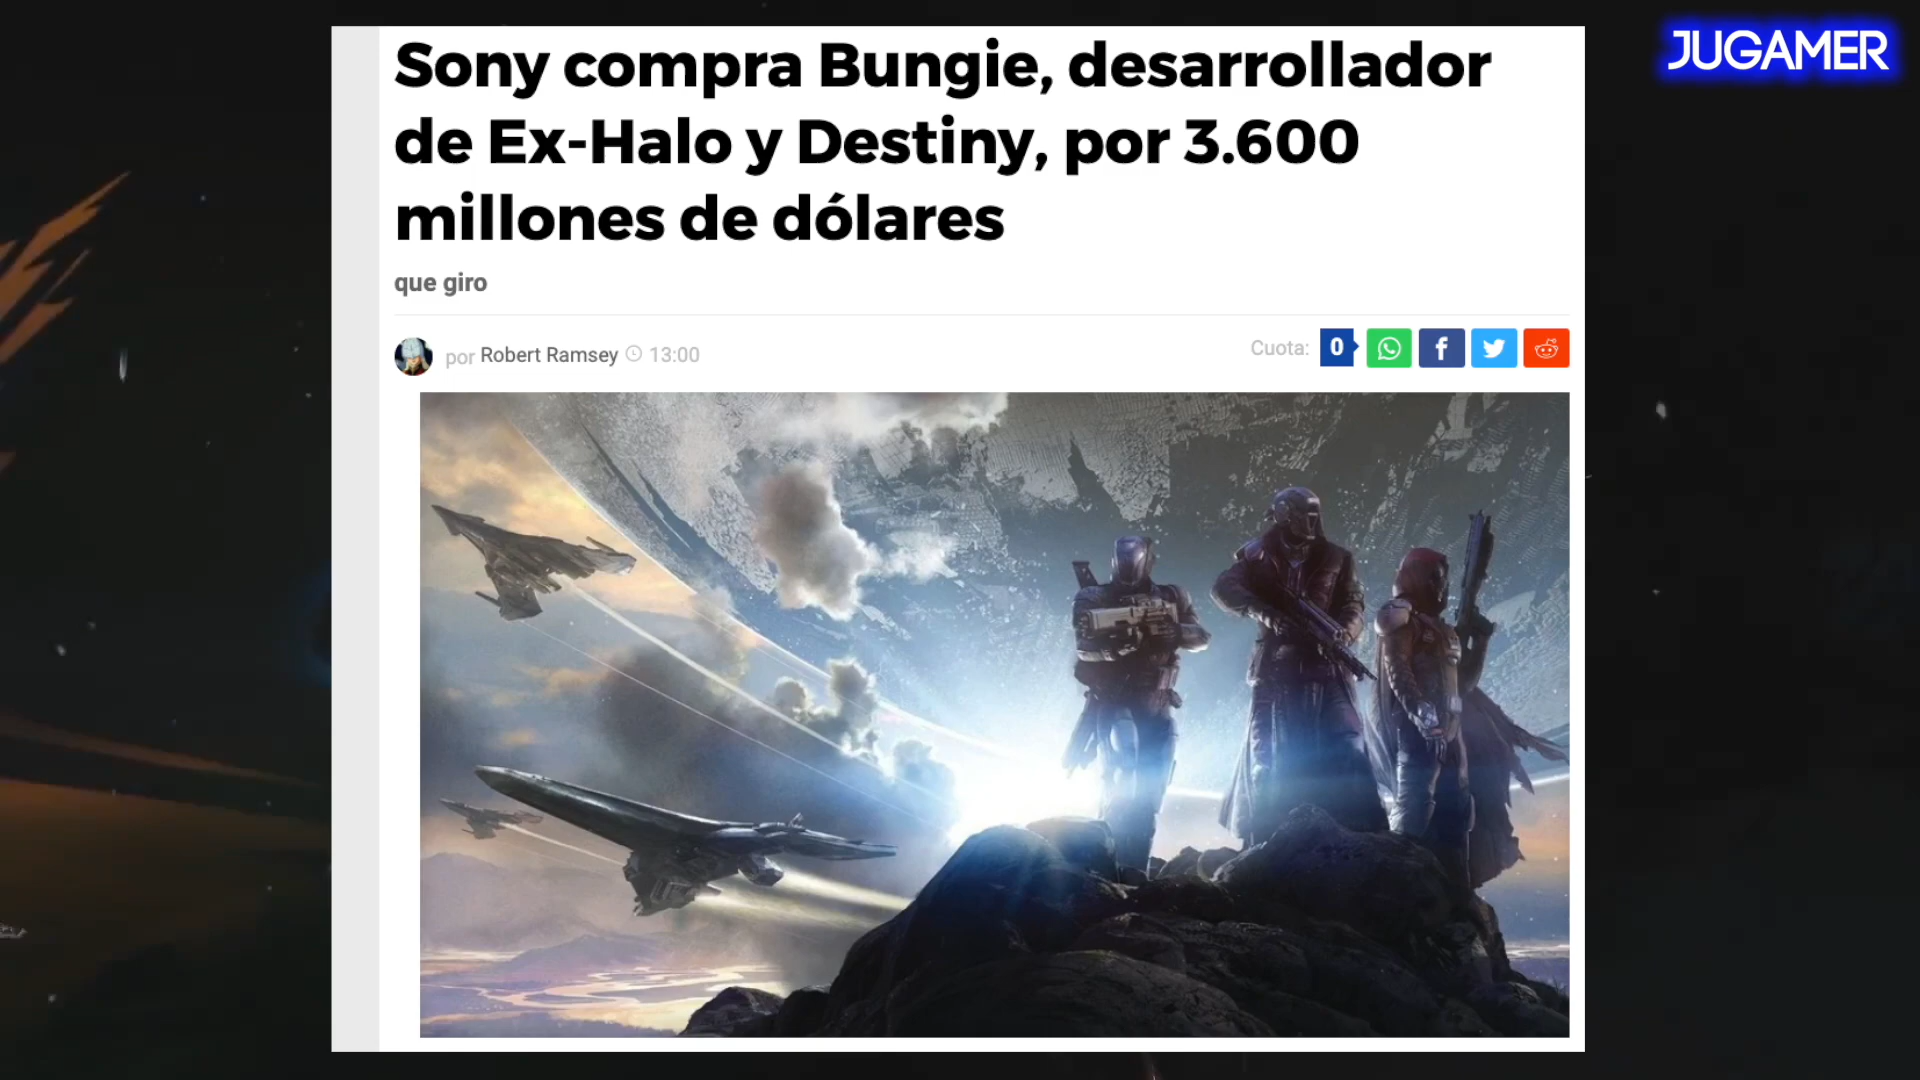 JUGAMER
Sony compra Bungie, desarrollador
de Ex-Halo y Destiny, por 3.600
millones de dólares
que giro
por Robert Ramsey 13:00
Cuota: 0